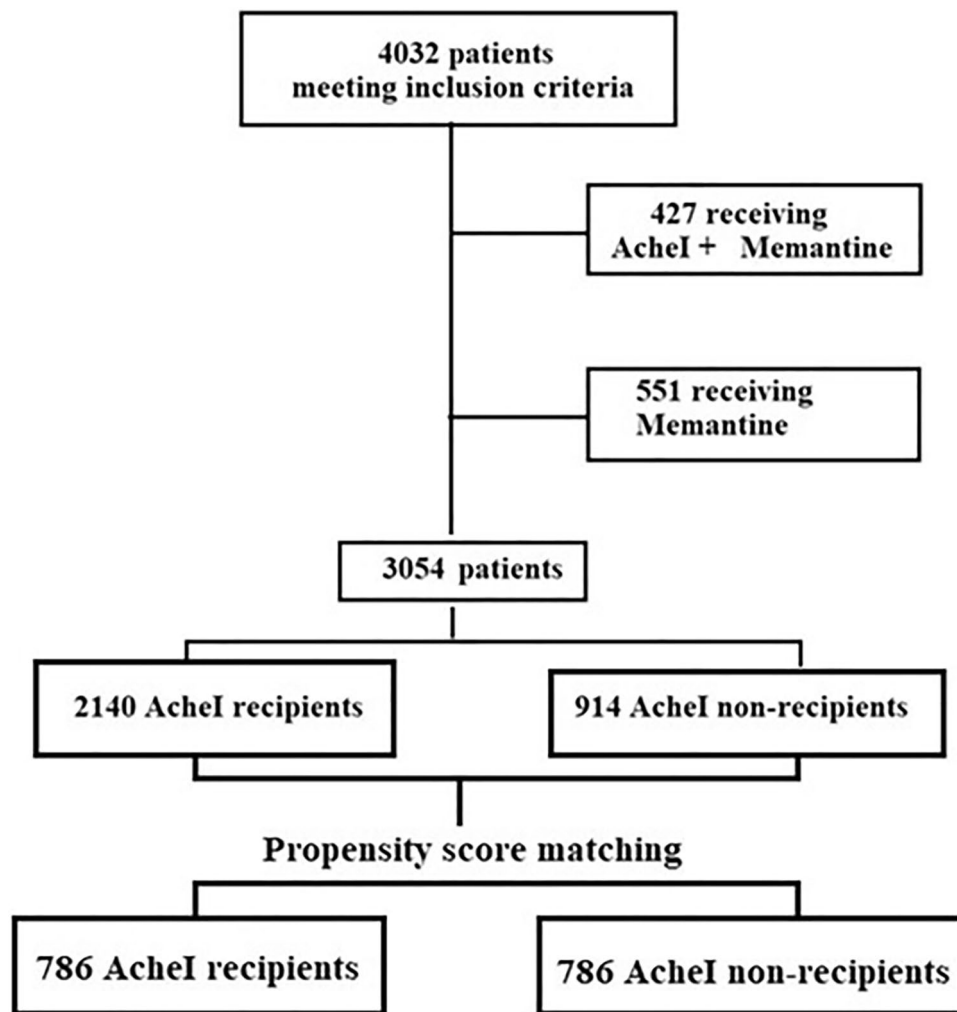 4032 patients
meeting inclusion criteria
427 receiving
AcheI + Memantine
551 receiving
Memantine
3054 patients
2140 AcheI recipients
914 AcheI non-recipients
Propensity score matching
786 AcheI recipients
786 AcheI non-recipients